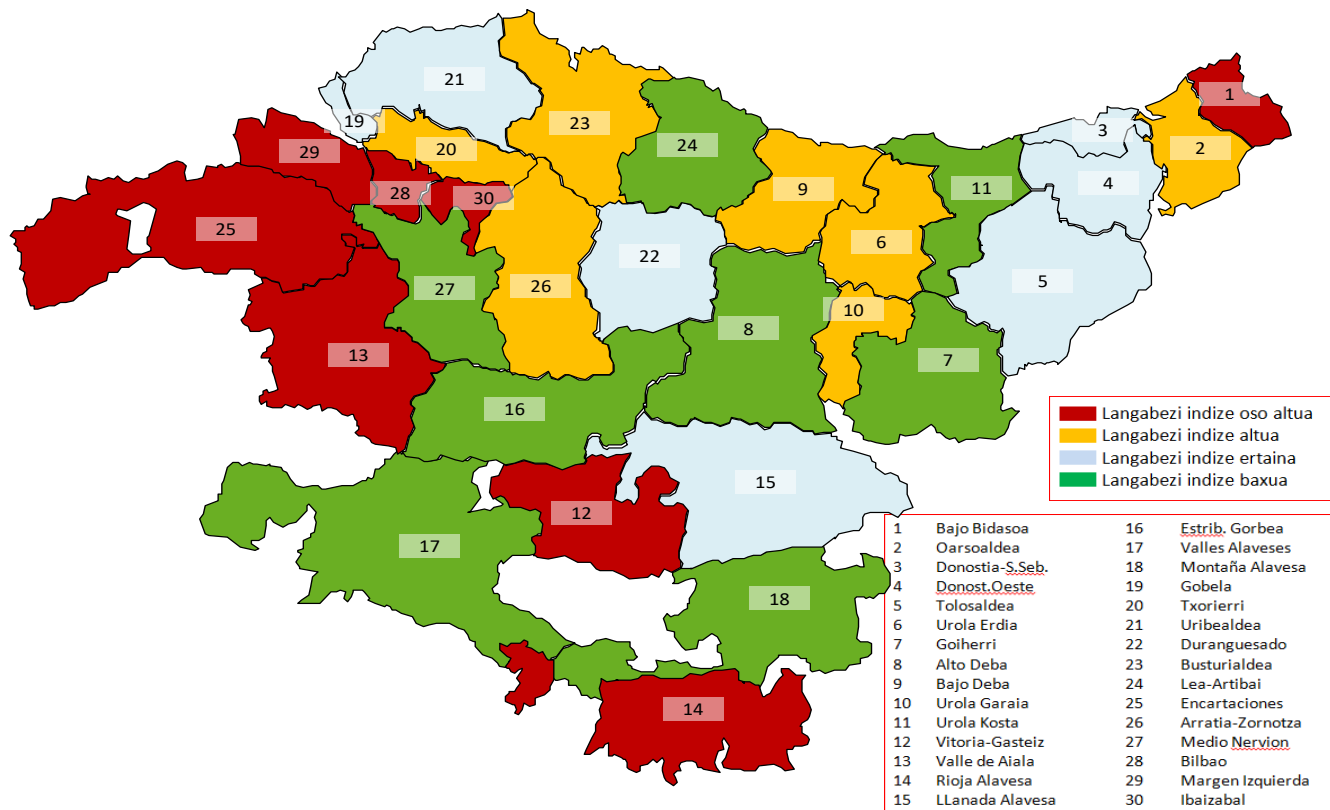 1
21
3
19
23
2
20
24
29
4
11
28
30
9
25
6
22
5
27
26
10
8
13
7
16
Langabezi indize oso altua
Langabezi indize altua
Langabezi indize ertaina
Langabezi indize baxua
15
12
17
18
14
1 Bajo Bidasoa 16 Estrib. Gorbea
2 Oarsoaldea 17 Valles Alaveses
3 Donostia-S.Seb. 18 Montaña Alavesa
4 Donost.Oeste 19 Gobela
5 Tolosaldea 20 Txorierri
6 Urola Erdia 21 Uribealdea
7 Goiherri 22 Duranguesado
8 Alto Deba 23 Busturialdea
9 Bajo Deba 24 Lea-Artibai
10 Urola Garaia 25 Encartaciones
11 Urola Kosta 26 Arratia-Zornotza
12 Vitoria-Gasteiz 27 Medio Nervion
13 Valle de Aiala 28 Bilbao
14 Rioja Alavesa 29 Margen Izquierda
15 LLanada Alavesa 30 Ibaizabal